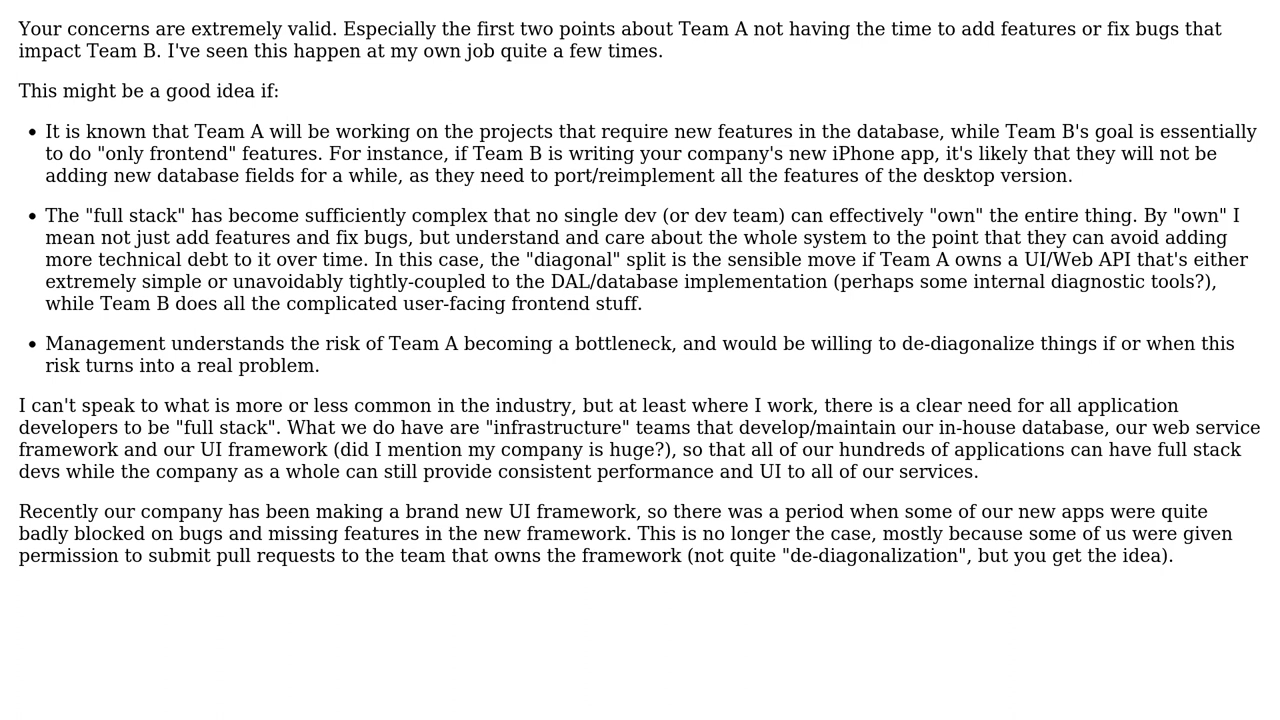 Your concerns are extremely valid. Especially the first two points about Team A not having the time to add features or fix bugs that
impact Team B. I've seen this happen at my own job quite a few times.
This might be a good idea if:
• It is known that Team A will be working on the projects that require new features in the database, while Team B's goal is essentially
to do "only frontend" features. For instance, if Team B is writing your company's new iPhone app, it's likely that they will not be
adding new database fields for a while, as they need to port/reimplement all the features of the desktop version.
• The "full stack" has become sufficiently complex that no single dev (or dev team) can effectively "own" the entire thing. By "own" I
mean not just add features and fix bugs, but understand and care about the whole system to the point that they can avoid adding
more technical debt to it over time. In this case, the "diagonal" split is the sensible move if Team A owns a UI/Web API that's either
extremely simple or unavoidably tightly-coupled to the DAL/database implementation (perhaps some internal diagnostic tools?),
while Team B does all the complicated user-facing frontend stuff.
• Management understands the risk of Team A becoming a bottleneck, and would be willing to de-diagonalize things if or when this
risk turns into a real problem.
I can't speak to what is more or less common in the industry, but at least where I work, there is a clear need for all application
developers to be "full stack". What we do have are "infrastructure" teams that develop/maintain our in-house database, our web service
framework and our UI framework (did I mention my company is huge?), so that all of our hundreds of applications can have full stack
devs while the company as a whole can still provide consistent performance and UI to all of our services.
Recently our company has been making a brand new UI framework, so there was a period when some of our new apps were quite
badly blocked on bugs and missing features in the new framework. This is no longer the case, mostly because some of us were given
permission to submit pull requests to the team that owns the framework (not quite "de-diagonalization", but you get the idea).